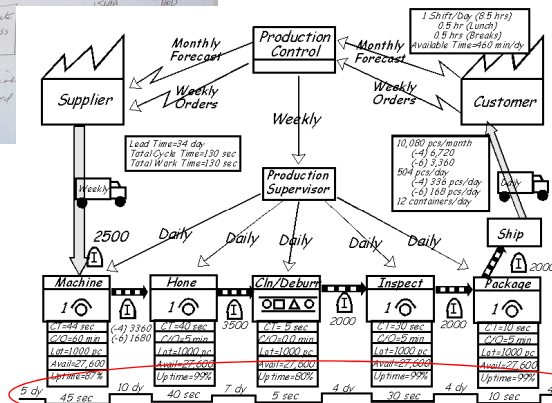 1 Shift/Day (8.5 hrs)
0.5 hr (Lunch)
0.5 hrs (Breaks)
Available Time=460 min/dy
Production
Control
Monthly
Forecast
Weekly
Orders
Monthly
Forecast
Weekly
Orders
Supplier
Customer
Weekly
Lead Time=34 day
Total Cycle Time=130 sec
Total Work Time=130 sec
10,080 pcs/month
(-4) 6,720
(-6) 3,360
504 pcs/day
(-4) 336 pcs/day
(-6) 168 pcs/day
12 containers/day
Production
Supervisor
Weekly
Daily
Daily
Daily
Daily
Daily
Daily
Ship
2500
I
I
2000
Machine
Hone
Cln/Deburr
Inspect
Package
1
1
1
1
I
I
I
I
(-4) 3360
(-6) 1680
3500
2000
2000
CT=44 sec
C/O=60 min
Lot=1000 pc
Avail=27,600
Uptime=87%
CT=40 sec
C/O=5 min
Lot=1000 pc
Avail=27,600
Uptime=99%
CT= 5 sec
C/O=0.0 min
Lot=1000 pc
Avail=27,600
Uptime=80%
CT=30 sec
C/O=5 min
Lot=1000 pc
Avail=27,600
Uptime=99%
CT=10 sec
C/O=5 min
Lot=1000 pc
Avail=27,600
Uptime=99%
5 dy
45 sec
10 dy
40 sec
7 dy
5 sec
4 dy
30 sec
4 dy
10 sec